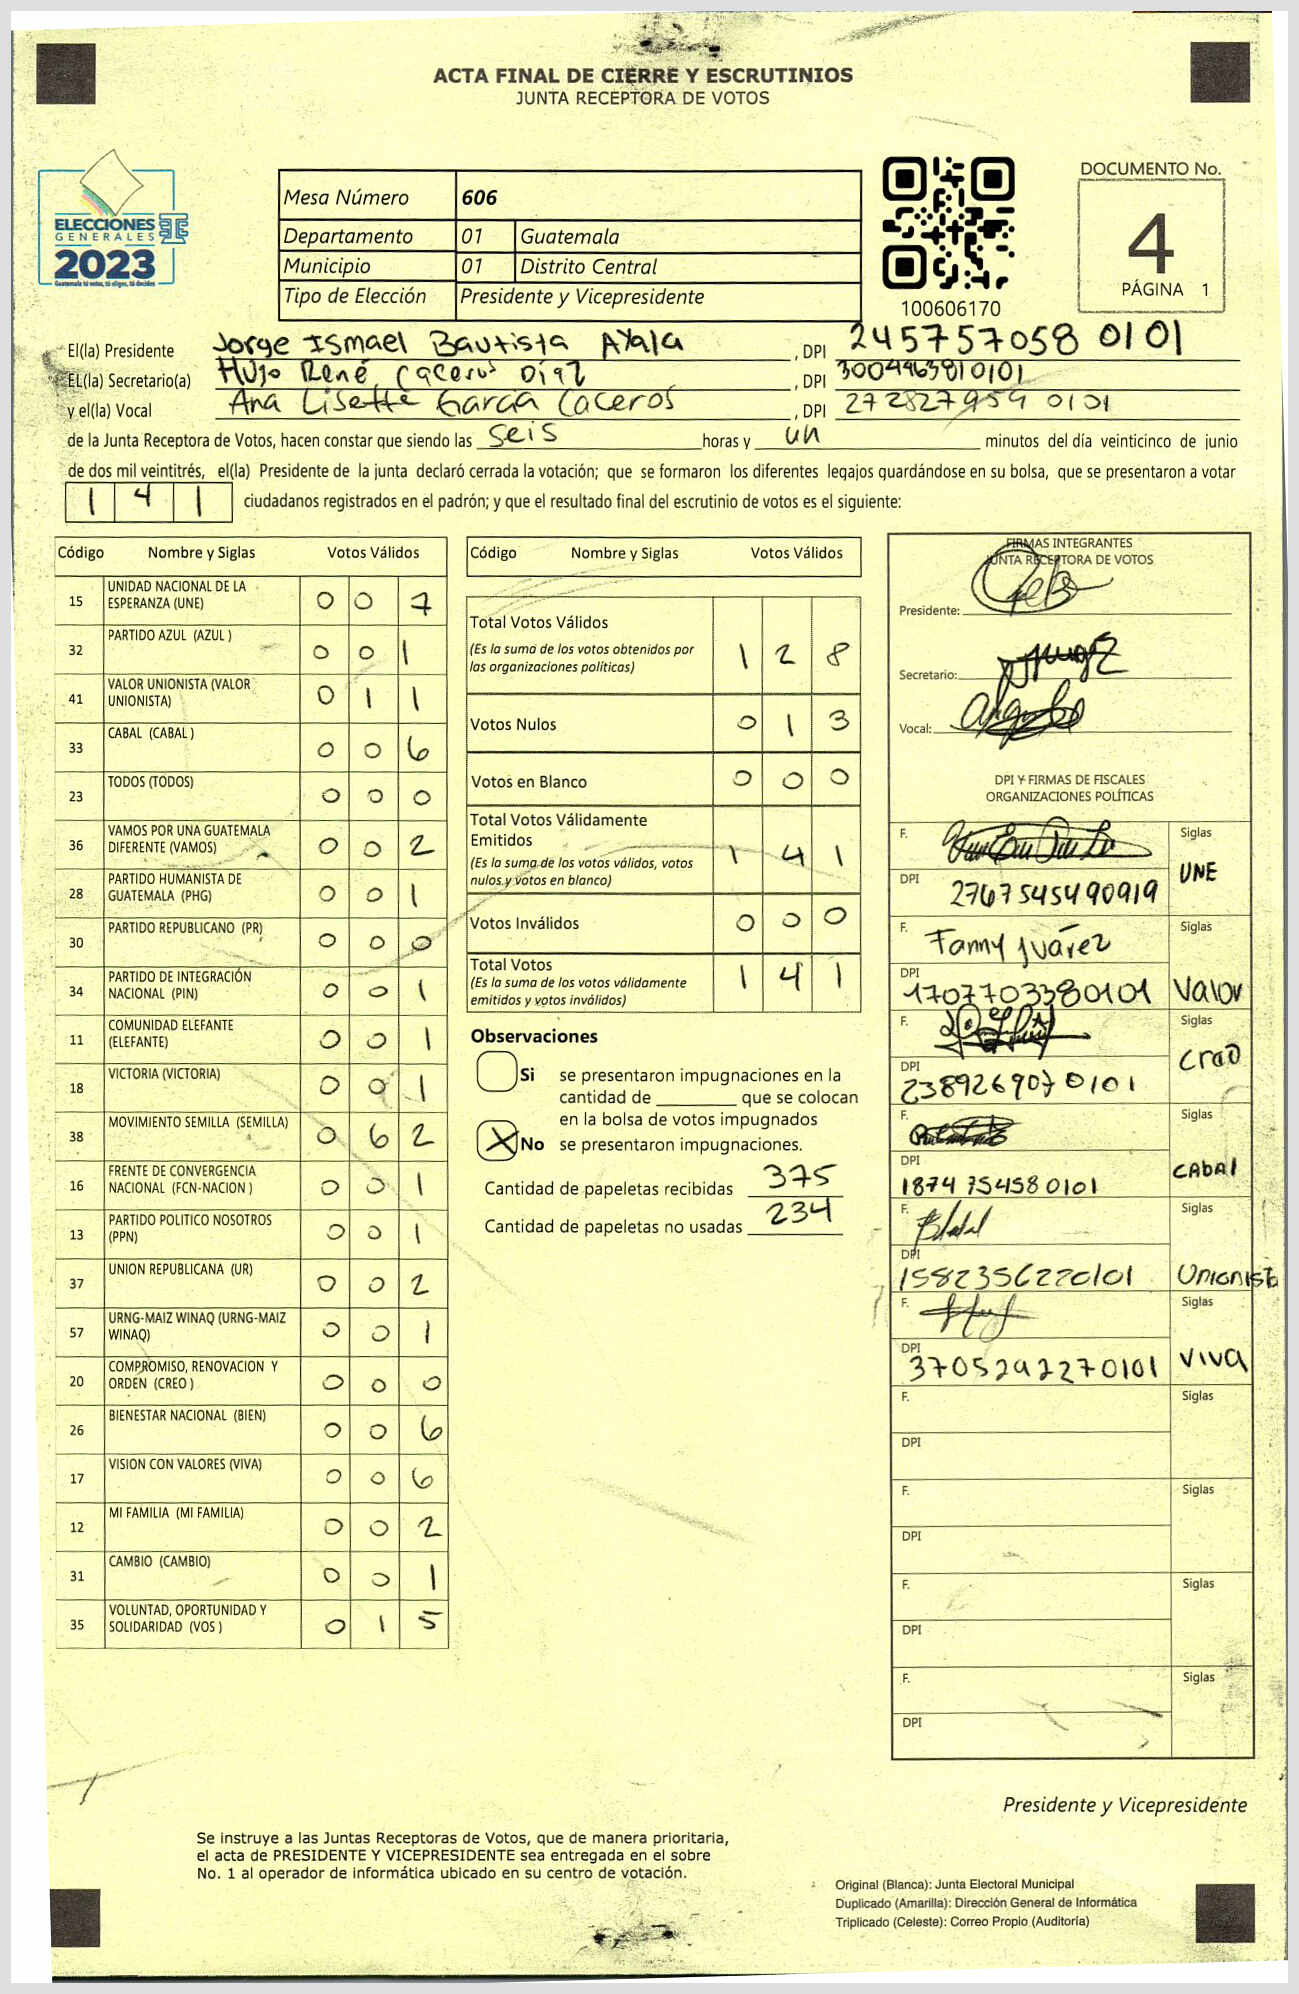 ACTA FINAL DE CIERRE Y ESCRUTINIOS
JUNTA RECEPTORA DE VOTOS
ELECCIONES
GENERALES
2023
Guatemala tú votas, tú eliges, tú decides
Mesa Número 606
Departamento 01 Guatemala
Municipio 01 Distrito Central
Tipo de Elección Presidente y Vicepresidente
100606170
DOCUMENTO No.
4
PÁGINA 1
El(la) Presidente Jorge Ismael Bautista Ayala, DPI 245757058 0101
EL(la) Secretario(a) Hugo René Caceros Díaz, DPI 3004963810101
y el(la) Vocal Ana Lisette García Caceros, DPI 272827959 0101
de la Junta Receptora de Votos, hacen constar que siendo las seis horas y un minutos del día veinticinco de junio
de dos mil veintitrés, el(la) Presidente de la junta declaró cerrada la votación; que se formaron los diferentes legajos guardándose en su bolsa, que se presentaron a votar
1 4 1 ciudadanos registrados en el padrón; y que el resultado final del escrutinio de votos es el siguiente:
Código Nombre y Siglas Votos Válidos
15 UNIDAD NACIONAL DE LA ESPERANZA (UNE) 0 0 7
32 PARTIDO AZUL (AZUL ) 0 0 1
41 VALOR UNIONISTA (VALOR UNIONISTA) 0 1 1
33 CABAL (CABAL ) 0 0 6
23 TODOS (TODOS) 0 0 0
36 VAMOS POR UNA GUATEMALA DIFERENTE (VAMOS) 0 0 2
28 PARTIDO HUMANISTA DE GUATEMALA (PHG) 0 0 1
30 PARTIDO REPUBLICANO (PR) 0 0 0
34 PARTIDO DE INTEGRACIÓN NACIONAL (PIN) 0 0 1
11 COMUNIDAD ELEFANTE (ELEFANTE) 0 0 1
18 VICTORIA (VICTORIA) 0 0 1
38 MOVIMIENTO SEMILLA (SEMILLA) 0 6 2
16 FRENTE DE CONVERGENCIA NACIONAL (FCN-NACION ) 0 0 1
13 PARTIDO POLITICO NOSOTROS (PPN) 0 0 1
37 UNION REPUBLICANA (UR) 0 0 2
57 URNG-MAIZ WINAQ (URNG-MAIZ WINAQ) 0 0 1
20 COMPROMISO, RENOVACION Y ORDEN (CREO ) 0 0 0
26 BIENESTAR NACIONAL (BIEN) 0 0 6
17 VISION CON VALORES (VIVA) 0 0 6
12 MI FAMILIA (MI FAMILIA) 0 0 2
31 CAMBIO (CAMBIO) 0 0 1
35 VOLUNTAD, OPORTUNIDAD Y SOLIDARIDAD (VOS ) 0 1 5
Código Nombre y Siglas Votos Válidos
Total Votos Válidos 1 2 8
(Es la suma de los votos obtenidos por
las organizaciones políticas)
Votos Nulos 0 1 3
Votos en Blanco 0 0 0
Total Votos Válidamente
Emitidos 1 4 1
(Es la suma de los votos válidos, votos
nulos y votos en blanco)
Votos Inválidos 0 0 0
Total Votos 1 4 1
(Es la suma de los votos válidamente
emitidos y votos inválidos)
Observaciones
Si se presentaron impugnaciones en la
cantidad de ________ que se colocan
en la bolsa de votos impugnados
X No se presentaron impugnaciones.
Cantidad de papeletas recibidas 375
Cantidad de papeletas no usadas 234
FIRMAS INTEGRANTES
JUNTA RECEPTORA DE VOTOS
Presidente:
Secretario:
Vocal:
DPI Y FIRMAS DE FISCALES
ORGANIZACIONES POLÍTICAS
F. Siglas
DPI 2767545490919 UNE
F. Fanny Juárez Siglas
DPI 1707703380101 Valor
F. Siglas
DPI 2389269070101 Creo
F. Siglas
DPI 1874754580101 CABAl
F. Siglas
DPI 1582356220101 Unionista
F. Siglas
DPI 3705292270101 VIVA
F. Siglas
DPI
F. Siglas
DPI
F. Siglas
DPI
F. Siglas
DPI
Presidente y Vicepresidente
Se instruye a las Juntas Receptoras de Votos, que de manera prioritaria,
el acta de PRESIDENTE Y VICEPRESIDENTE sea entregada en el sobre
No. 1 al operador de informática ubicado en su centro de votación.
Original (Blanca): Junta Electoral Municipal
Duplicado (Amarilla): Dirección General de Informática
Triplicado (Celeste): Correo Propio (Auditoría)